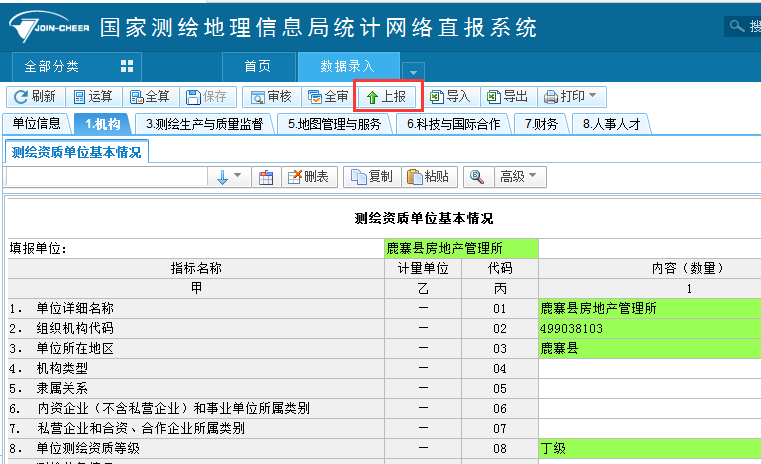 JOIN-CHEER 国家测绘地理信息局统计网络直报系统 搜
全部分类 首页 数据录入
刷新 运算 全算 保存 审核 全审 上报 导入 导出 打印
单位信息 1.机构 3.测绘生产与质量监督 5.地图管理与服务 6.科技与国际合作 7.财务 8.人事人才
测绘资质单位基本情况
删表 复制 粘贴 高级
测绘资质单位基本情况
填报单位: 鹿寨县房地产管理所
指标名称 计量单位 代码 内容（数量）
甲 乙 丙 1
1. 单位详细名称 — 01 鹿寨县房地产管理所
2. 组织机构代码 — 02 499038103
3. 单位所在地区 — 03 鹿寨县
4. 机构类型 — 04
5. 隶属关系 — 05
6. 内资企业（不含私营企业）和事业单位所属类别 — 06
7. 私营企业和合资、合作企业所属类别 — 07
8. 单位测绘资质等级 — 08 丁级